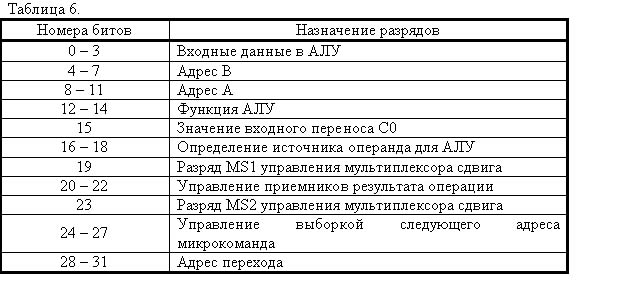 Таблица 6.
Номера битов Назначение разрядов
0 – 3 Входные данные в АЛУ
4 – 7 Адрес В
8 – 11 Адрес А
12 – 14 Функция АЛУ
15 Значение входного переноса С0
16 – 18 Определение источника операнда для АЛУ
19 Разряд MS1 управления мультиплексора сдвига
20 – 22 Управление приемников результата операции
23 Разряд MS2 управления мультиплексора сдвига
24 – 27 Управление выборкой следующего адреса
микрокоманда
28 – 31 Адрес перехода